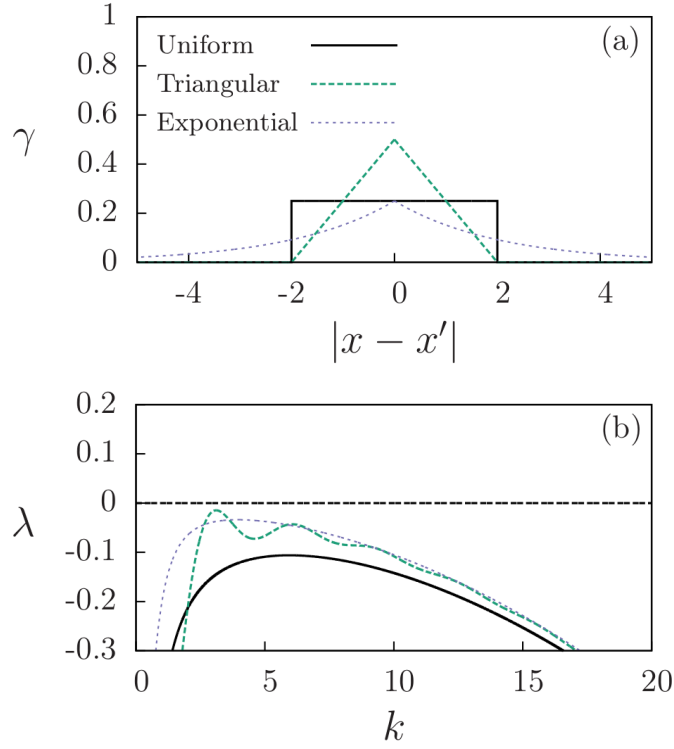 1
(a)
Uniform
0.8
Triangular
0.6
Exponential
γ
0.4
0.2
0
-4 -2 0 2 4
|x − x′|
0.2
(b)
0.1
0
λ
-0.1
-0.2
-0.3
0 5 10 15 20
k